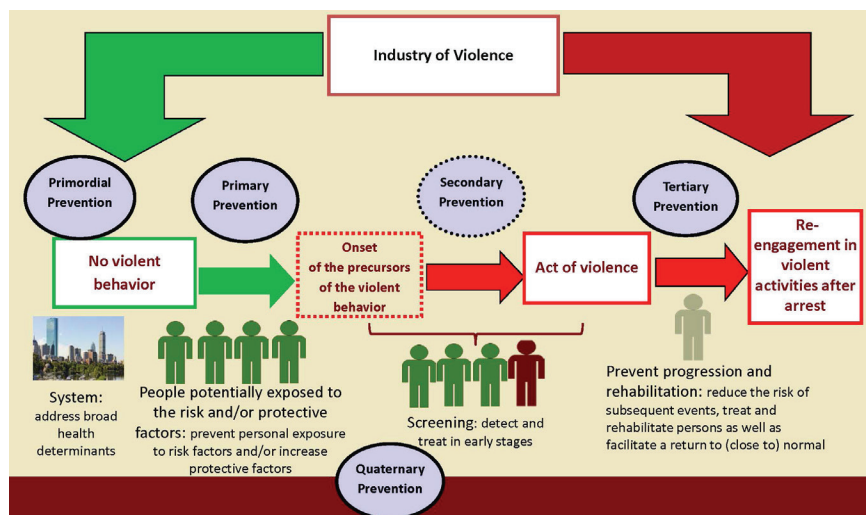 Industry of Violence
Primordial
Prevention
Primary
Prevention
Secondary
Prevention
Tertiary
Prevention
No violent
behavior
Onset
of the precursors
of the violent
behavior
Act of violence
Re-
engagement in
violent
activities after
arrest
System:
address broad
health
determinants
People potentially exposed to
the risk and/or protective
factors: prevent personal exposure
to risk factors and/or increase
protective factors
Screening: detect and
treat in early stages
Prevent progression and
rehabilitation: reduce the risk of
subsequent events, treat and
rehabilitate persons as well as
facilitate a return to (close to) normal
Quaternary
Prevention